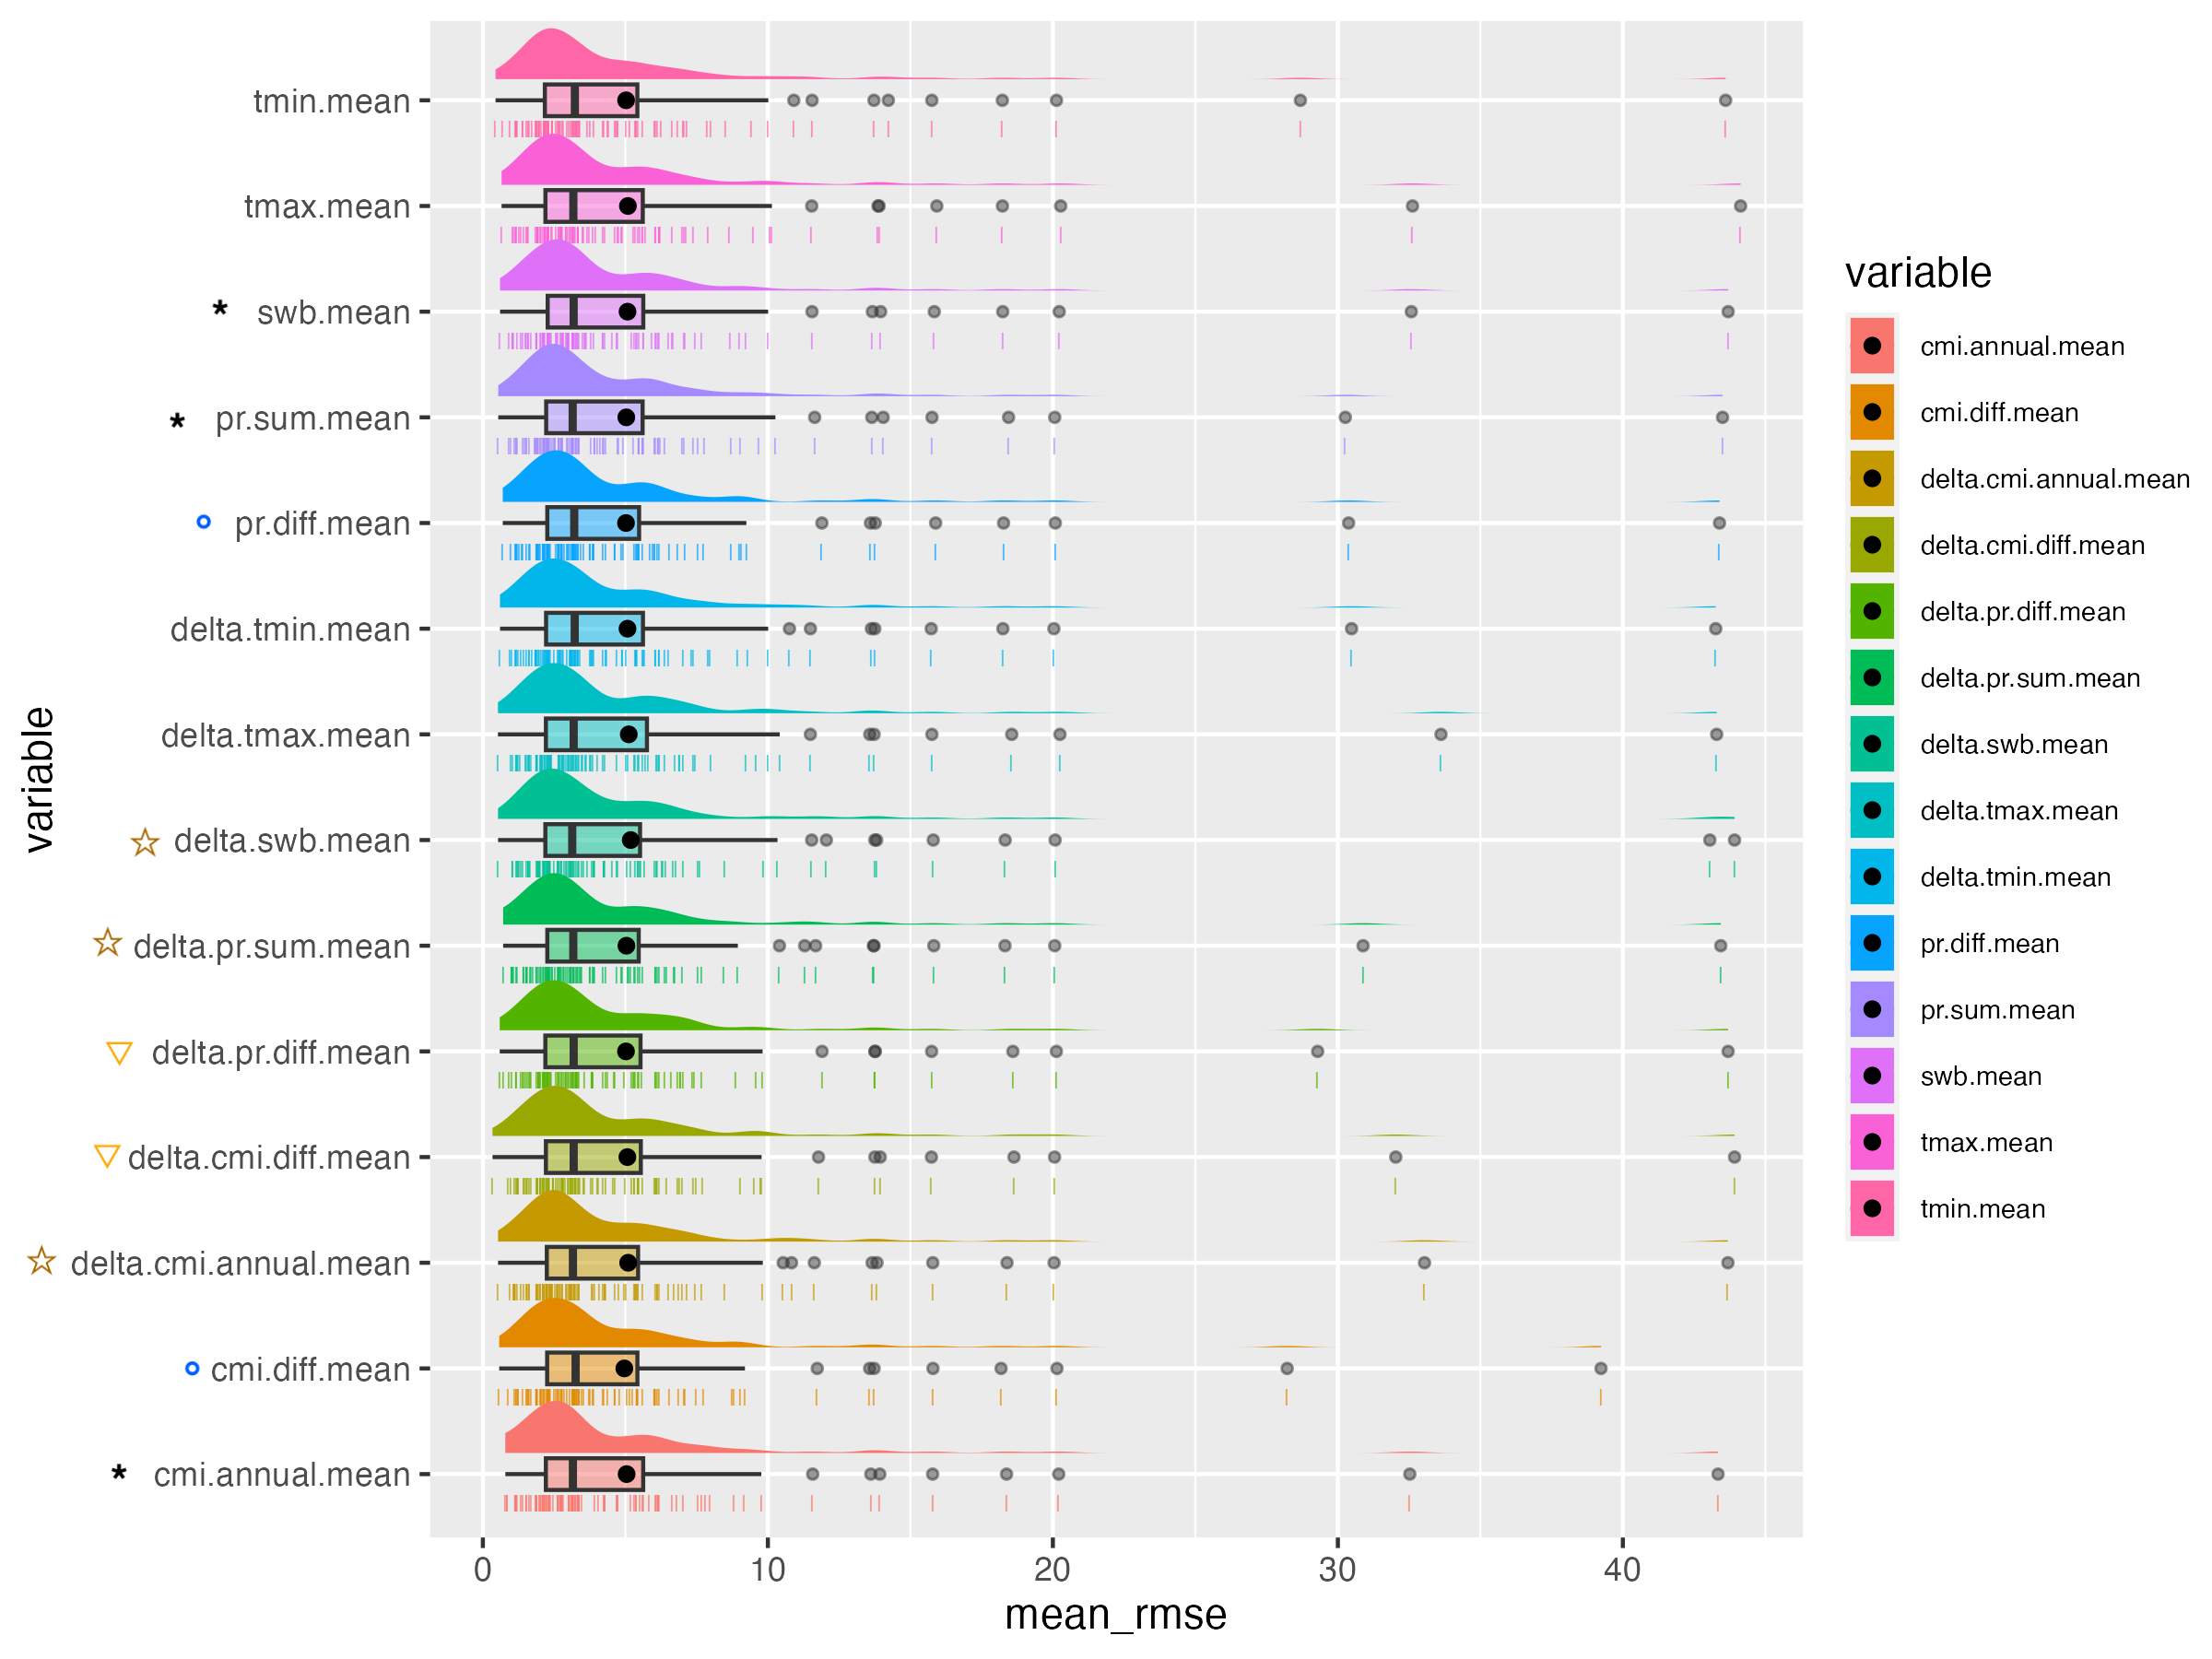 variable
tmin.mean
tmax.mean
* swb.mean
* pr.sum.mean
pr.diff.mean
delta.tmin.mean
delta.tmax.mean
☆ delta.swb.mean
☆ delta.pr.sum.mean
▽ delta.pr.diff.mean
▽ delta.cmi.diff.mean
☆ delta.cmi.annual.mean
cmi.diff.mean
* cmi.annual.mean
0 10 20 30 40
mean_rmse
variable
cmi.annual.mean
cmi.diff.mean
delta.cmi.annual.mean
delta.cmi.diff.mean
delta.pr.diff.mean
delta.pr.sum.mean
delta.swb.mean
delta.tmax.mean
delta.tmin.mean
pr.diff.mean
pr.sum.mean
swb.mean
tmax.mean
tmin.mean